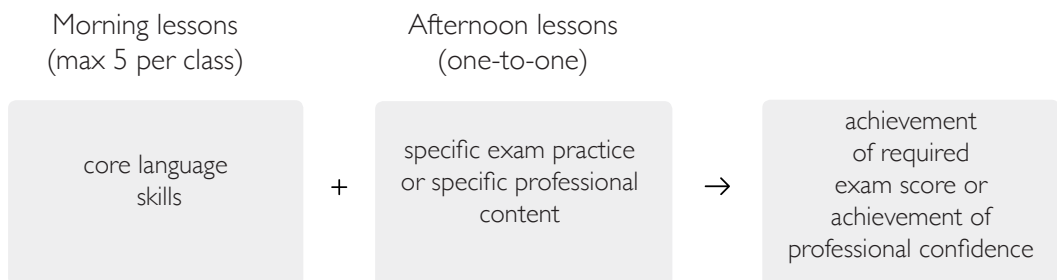 Morning lessons
(max 5 per class)
Afternoon lessons
(one-to-one)
core language
skills
+
specific exam practice
or specific professional
content
→
achievement
of required
exam score or
achievement of
professional confidence